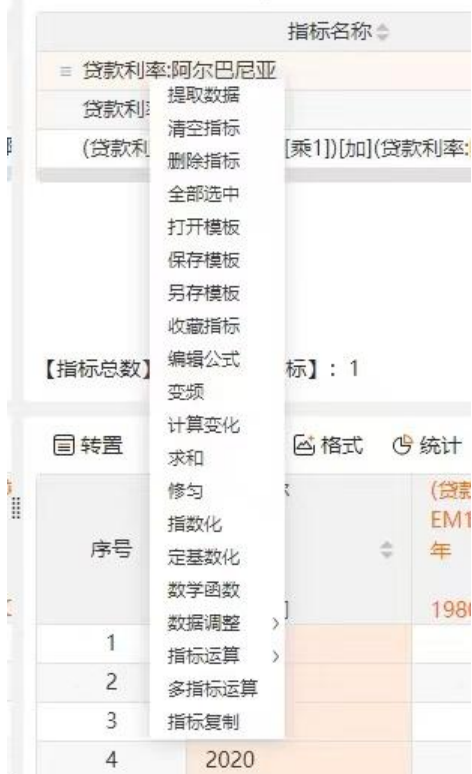 指标名称
贷款利率:阿尔巴尼亚
提取数据
贷款利
清空指标
(贷款利 [乘1])[加](贷款利率:
删除指标
全部选中
打开模板
保存模板
另存模板
收藏指标
【指标总数】 标】: 1
编辑公式
变频
计算变化
转置 格式 统计
求和
修匀 (贷款
指数化 EM1
序号 年
定基数化
数学函数 1980
数据调整
1
指标运算
2
多指标运算
3
指标复制
4 2020